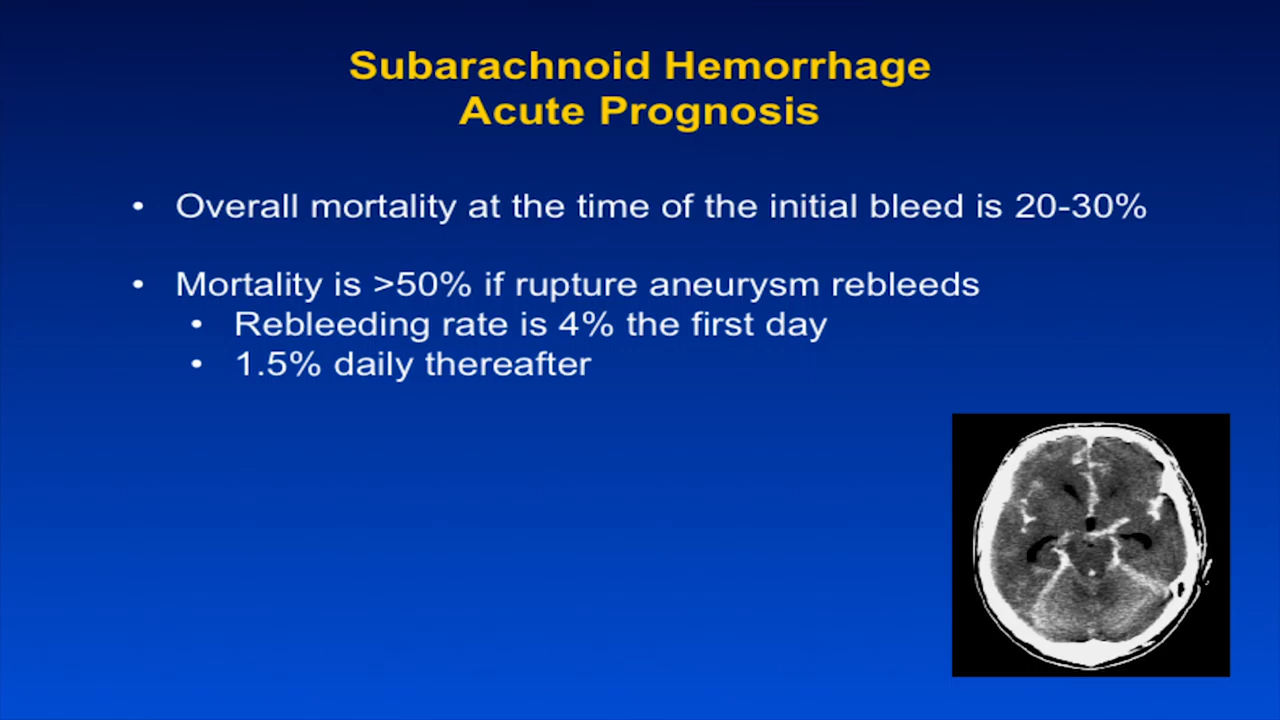 Subarachnoid Hemorrhage
Acute Prognosis
• Overall mortality at the time of the initial bleed is 20-30%
• Mortality is >50% if rupture aneurysm rebleeds
• Rebleeding rate is 4% the first day
• 1.5% daily thereafter